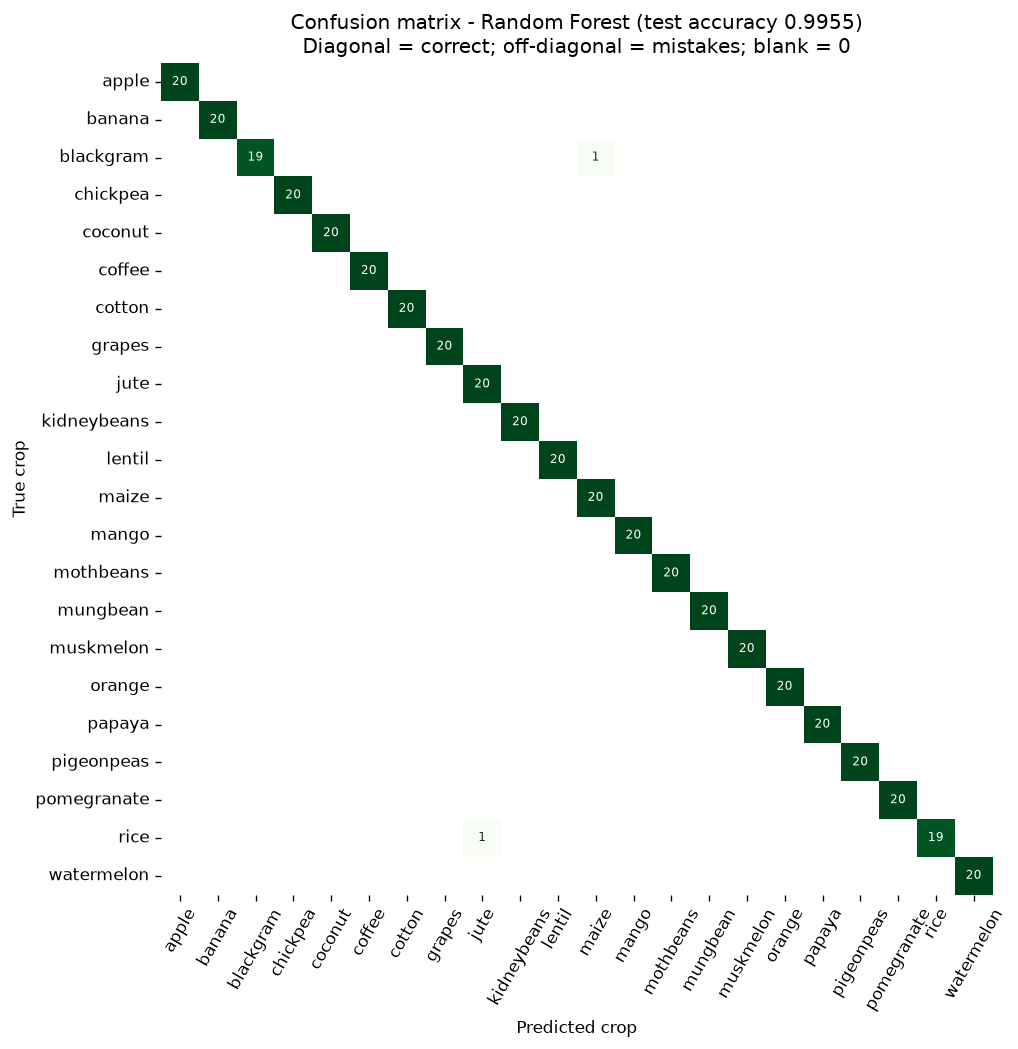 Confusion matrix - Random Forest (test accuracy 0.9955)
Diagonal = correct; off-diagonal = mistakes; blank = 0
True crop
apple 20
banana 20
blackgram 19 1
chickpea 20
coconut 20
coffee 20
cotton 20
grapes 20
jute 20
kidneybeans 20
lentil 20
maize 20
mango 20
mothbeans 20
mungbean 20
muskmelon 20
orange 20
papaya 20
pigeonpeas 20
pomegranate 20
rice 1 19
watermelon 20
apple banana blackgram chickpea coconut coffee cotton grapes jute kidneybeans lentil maize mango mothbeans mungbean muskmelon orange papaya pigeonpeas pomegranate rice watermelon
Predicted crop